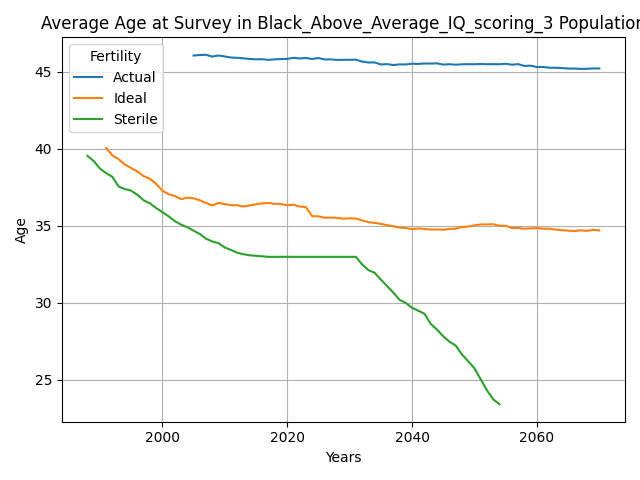 Average Age at Survey in Black_Above_Average_IQ_scoring_3 Population
Fertility
Actual
Ideal
Sterile
45
40
35
30
25
Age
2000
2020
2040
2060
Years